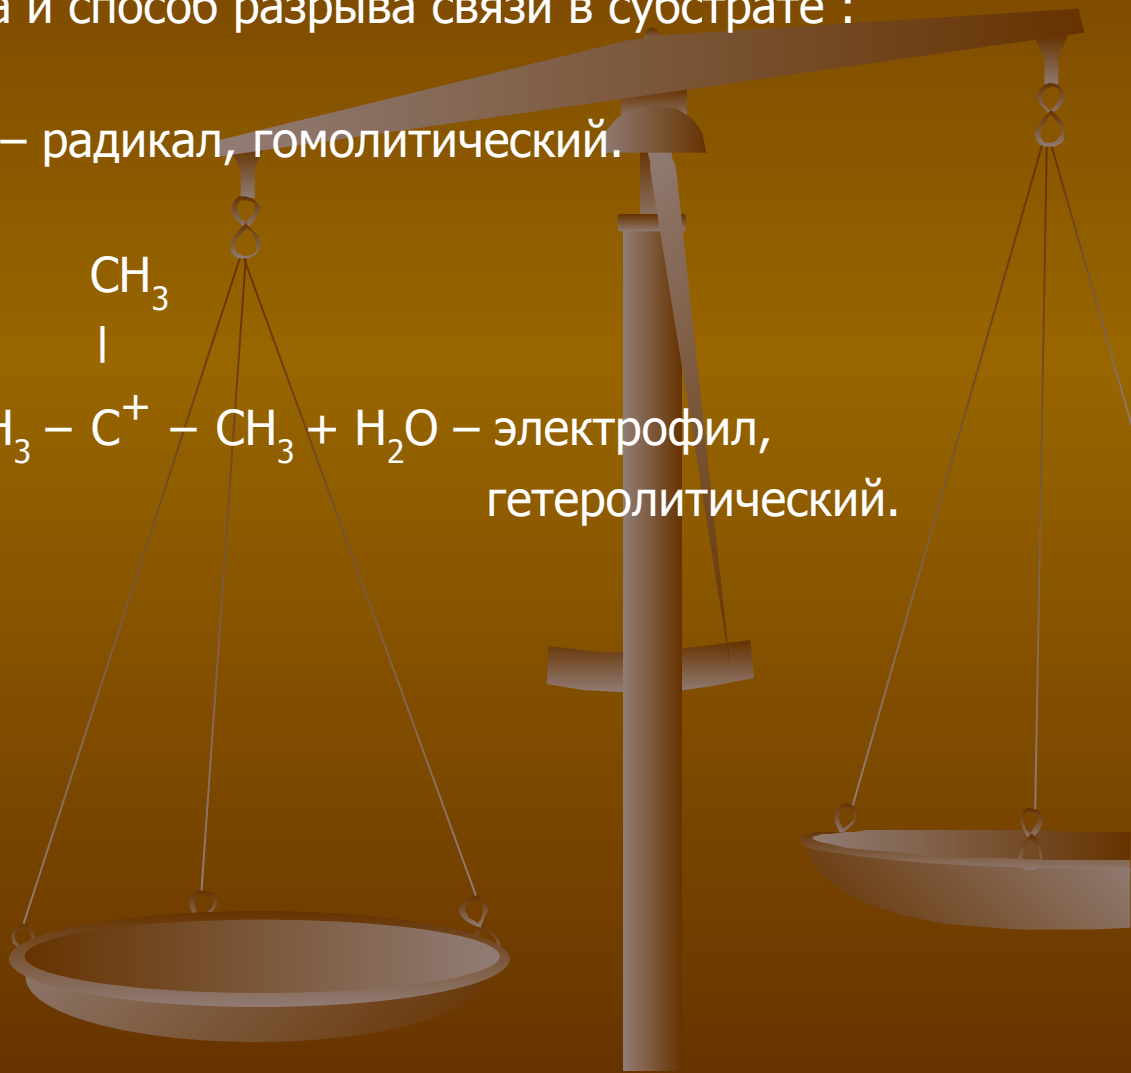 а и способ разрыва связи в субстрате :
– радикал, гомолитический.
CH₃
|
H₃ – C⁺ – CH₃ + H₂O – электрофил,
гетеролитический.